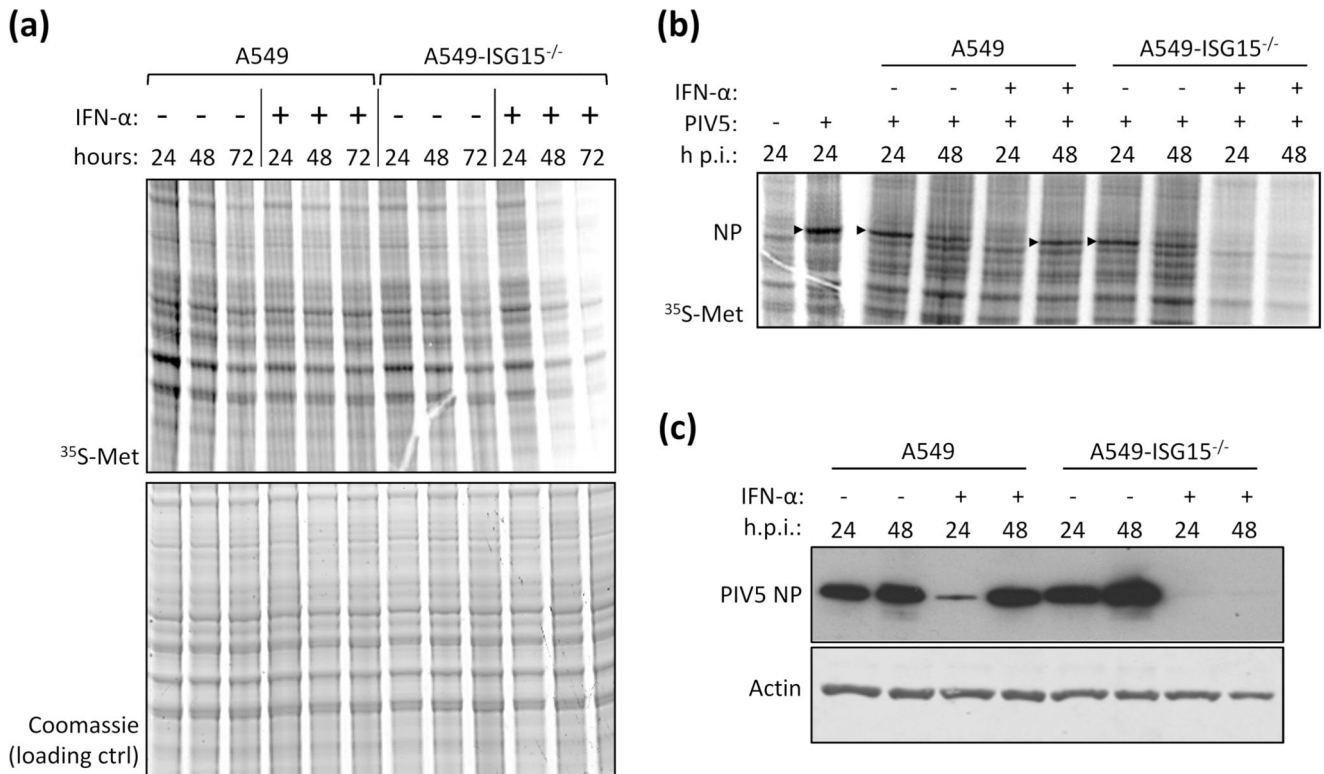 (a)
A549 A549-ISG15-/-
IFN-α: - - - + + + - - - + + +
hours: 24 48 72 24 48 72 24 48 72 24 48 72
35S-Met
Coomassie
(loading ctrl)
(b)
A549 A549-ISG15-/-
IFN-α: - - + + - - + +
PIV5: - + + + + + + + + +
h p.i.: 24 24 24 48 24 48 24 48 24 48
NP
35S-Met
(c)
A549 A549-ISG15-/-
IFN-α: - - + + - - + +
h.p.i.: 24 48 24 48 24 48 24 48
PIV5 NP
Actin